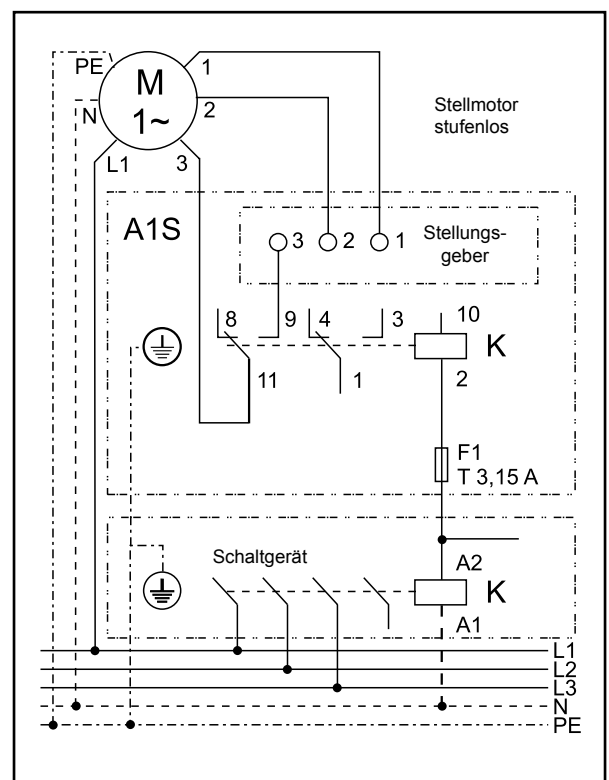 PE
1
M
1~
2
N
L1
3
Stellmotor
stufenlos
A1S
3
2
1
Stellungs-
geber
8
9
4
3
10
K
11
1
2
F1
T 3,15 A
Schaltgerät
A2
K
A1
L1
L2
L3
N
PE